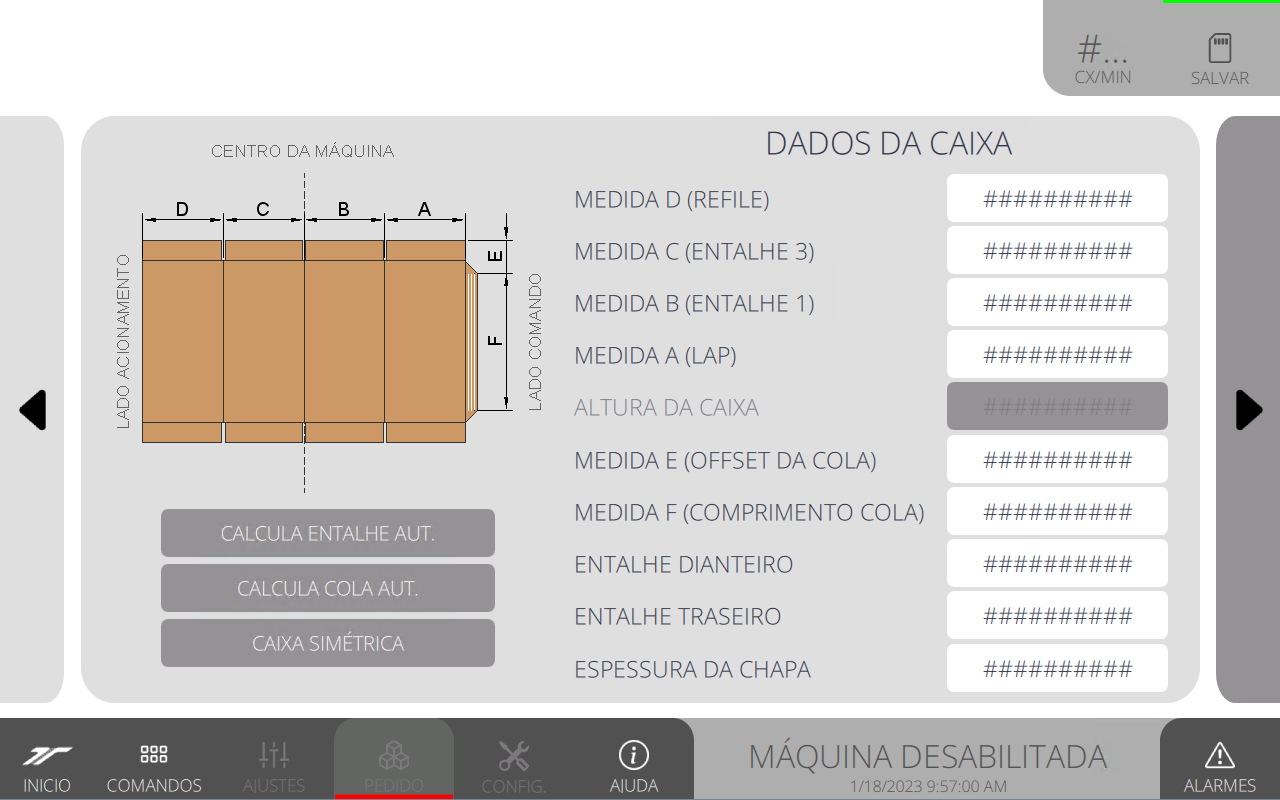 #...
CX/MIN
SALVAR
CENTRO DA MÁQUINA
D C B A
E
F
LADO ACIONAMENTO
LADO COMANDO
CALCULA ENTALHE AUT.
CALCULA COLA AUT.
CAIXA SIMÉTRICA
DADOS DA CAIXA
MEDIDA D (REFILE) ##########
MEDIDA C (ENTALHE 3) ##########
MEDIDA B (ENTALHE 1) ##########
MEDIDA A (LAP) ##########
ALTURA DA CAIXA ##########
MEDIDA E (OFFSET DA COLA) ##########
MEDIDA F (COMPRIMENTO COLA) ##########
ENTALHE DIANTEIRO ##########
ENTALHE TRASEIRO ##########
ESPESSURA DA CHAPA ##########
INICIO COMANDOS AJUSTES PEDIDO CONFIG. AJUDA
MÁQUINA DESABILITADA
1/18/2023 9:57:00 AM
ALARMES